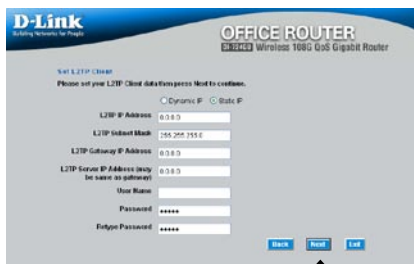 D-Link
Building Networks for People
OFFICE ROUTER
DI-724GU Wireless 108G QoS Gigabit Router
Set L2TP Client
Please set your L2TP Client data then press Next to continue.
Dynamic IP Static IP
L2TP IP Address 0.0.0.0
L2TP Subnet Mask 255.255.255.0
L2TP Gateway IP Address 0.0.0.0
L2TP Server IP Address (may be same as gateway) 0.0.0.0
User Name
Password •••••
Retype Password •••••
Back Next Exit